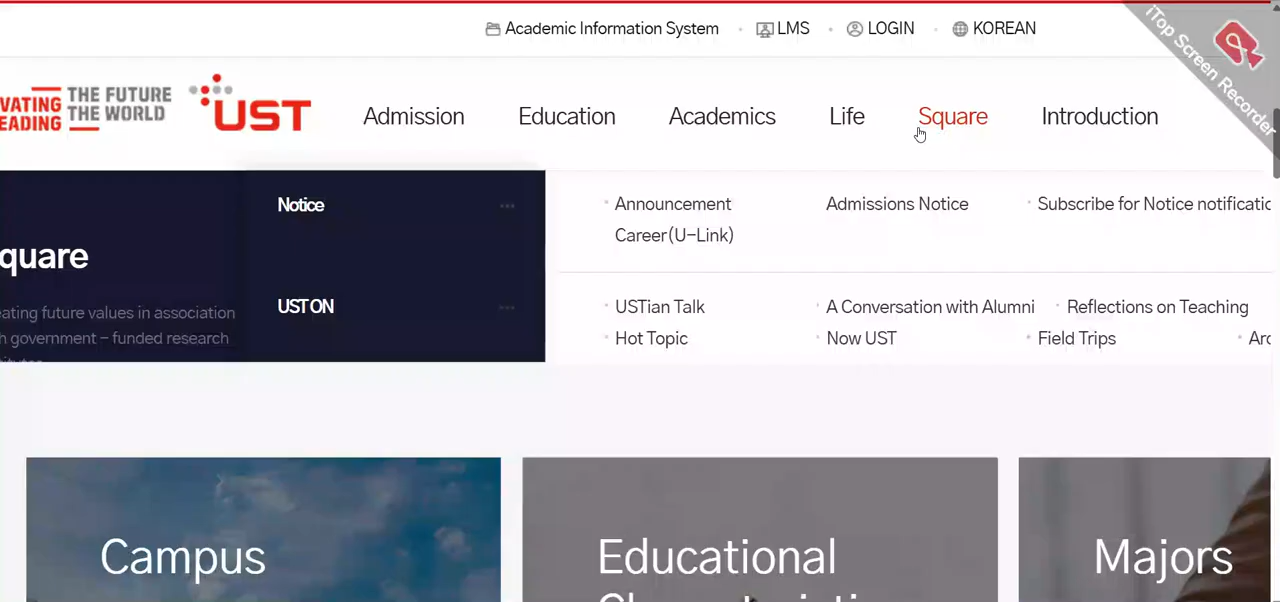 Academic Information System LMS LOGIN KOREAN
iTop Screen Recorder
VATING THE FUTURE
EADING THE WORLD
UST
Admission Education Academics Life Square Introduction
Notice
Announcement Admissions Notice Subscribe for Notice notificatio
Career(U-Link)
quare
eating future values in association
h government - funded research
UST ON
USTian Talk A Conversation with Alumni Reflections on Teaching
Hot Topic Now UST Field Trips Arc
Campus
Educational
Majors